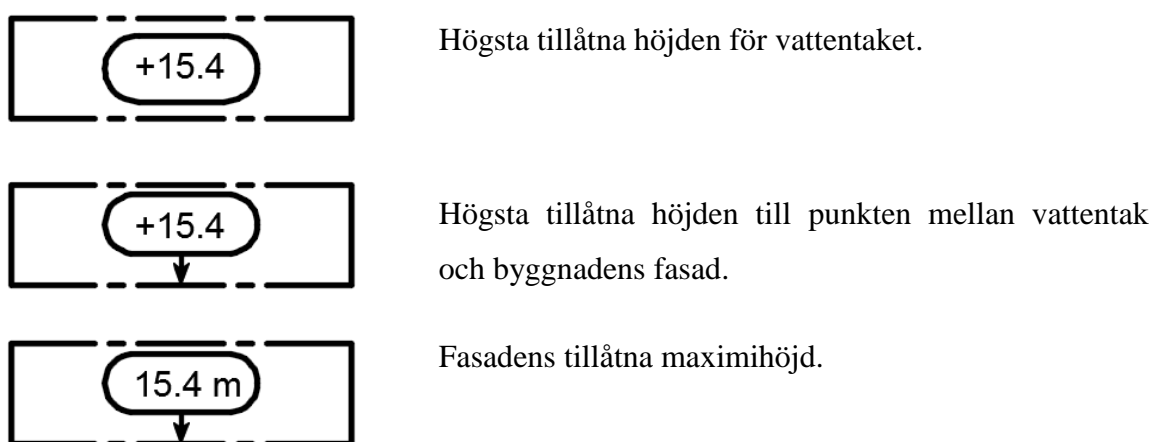 +15.4
Högsta tillåtna höjden för vattentaket.
+15.4
Högsta tillåtna höjden till punkten mellan vattentak
och byggnadens fasad.
15.4 m
Fasadens tillåtna maximihöjd.